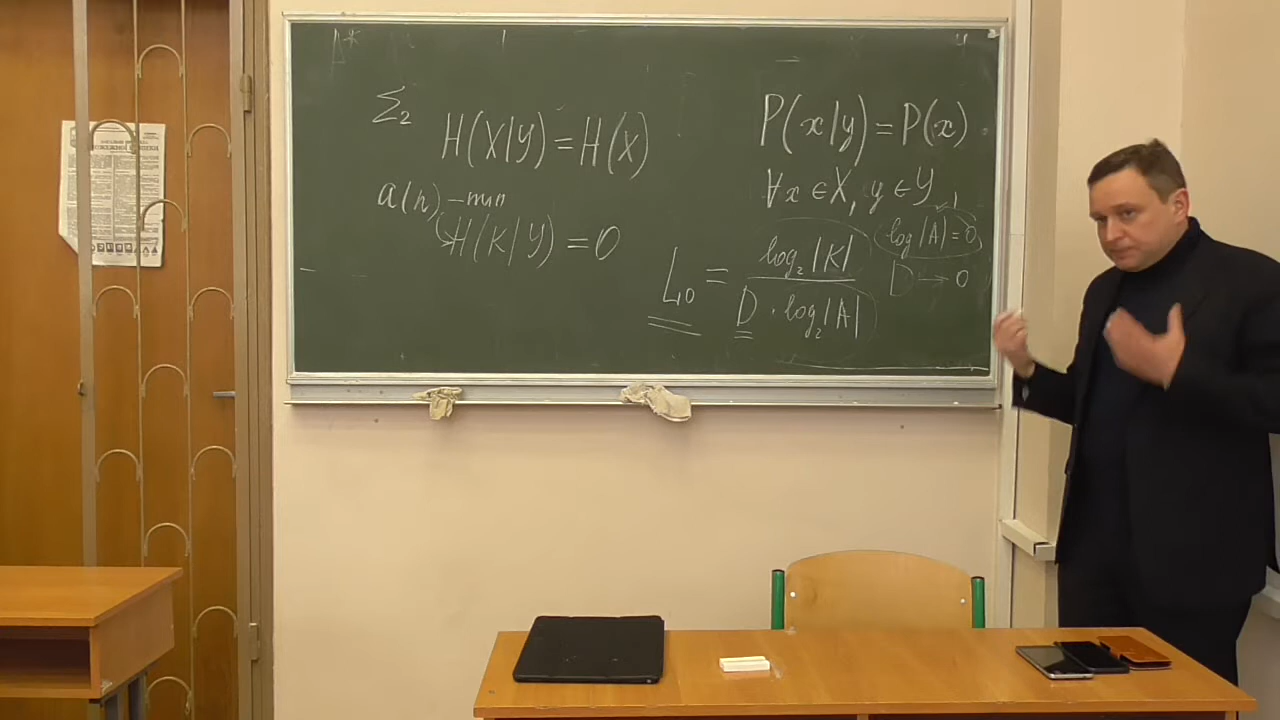 Σ₂
H(X|Y) = H(X)
a(n) – min
H(K|Y) = 0
P(x|y) = P(x)
∀x ∈ X, y ∈ Y
L₀ = log₂|K| / D · log₂|A|
log|A| = 0
D → 0